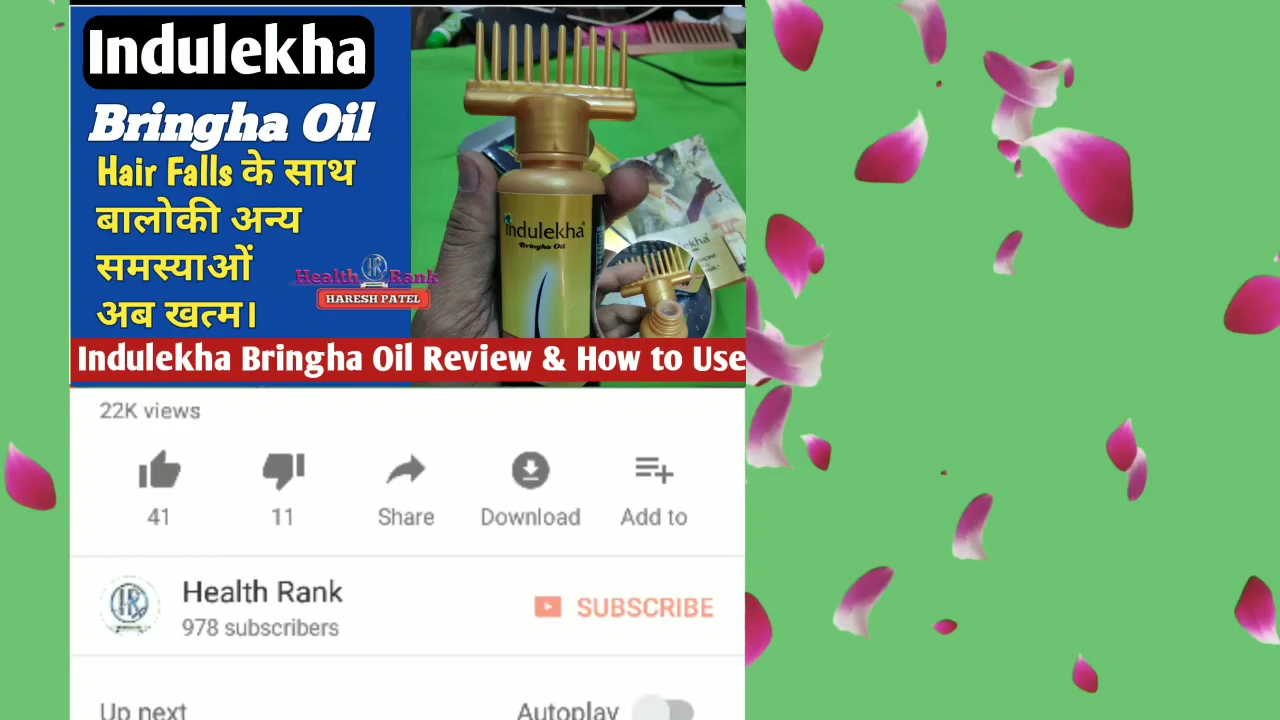 Indulekha
Bringha Oil
Hair Falls के साथ
बालोकी अन्य
समस्याओं
अब खत्म।
Health Rank
HARESH PATEL
indulekha
Bringha Oil
Indulekha Bringha Oil Review & How to Use
22K views
41
11
Share
Download
Add to
Health Rank
978 subscribers
SUBSCRIBE
Up next
Autoplay